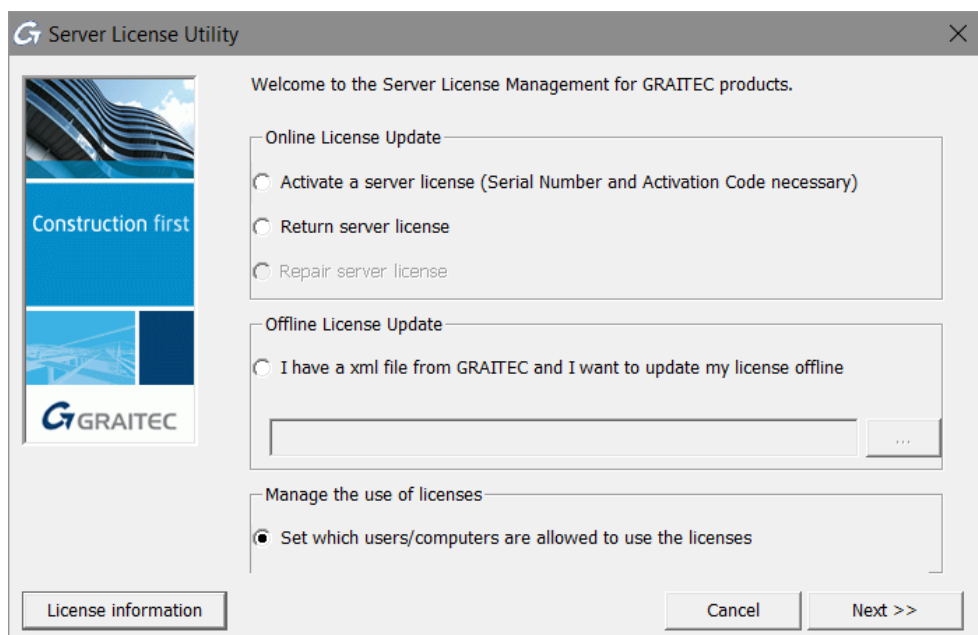 Server License Utility
Welcome to the Server License Management for GRAITEC products.
Online License Update
Activate a server license (Serial Number and Activation Code necessary)
Return server license
Repair server license
Construction first
Offline License Update
I have a xml file from GRAITEC and I want to update my license offline
...
GRAITEC
Manage the use of licenses
Set which users/computers are allowed to use the licenses
License information
Cancel
Next >>